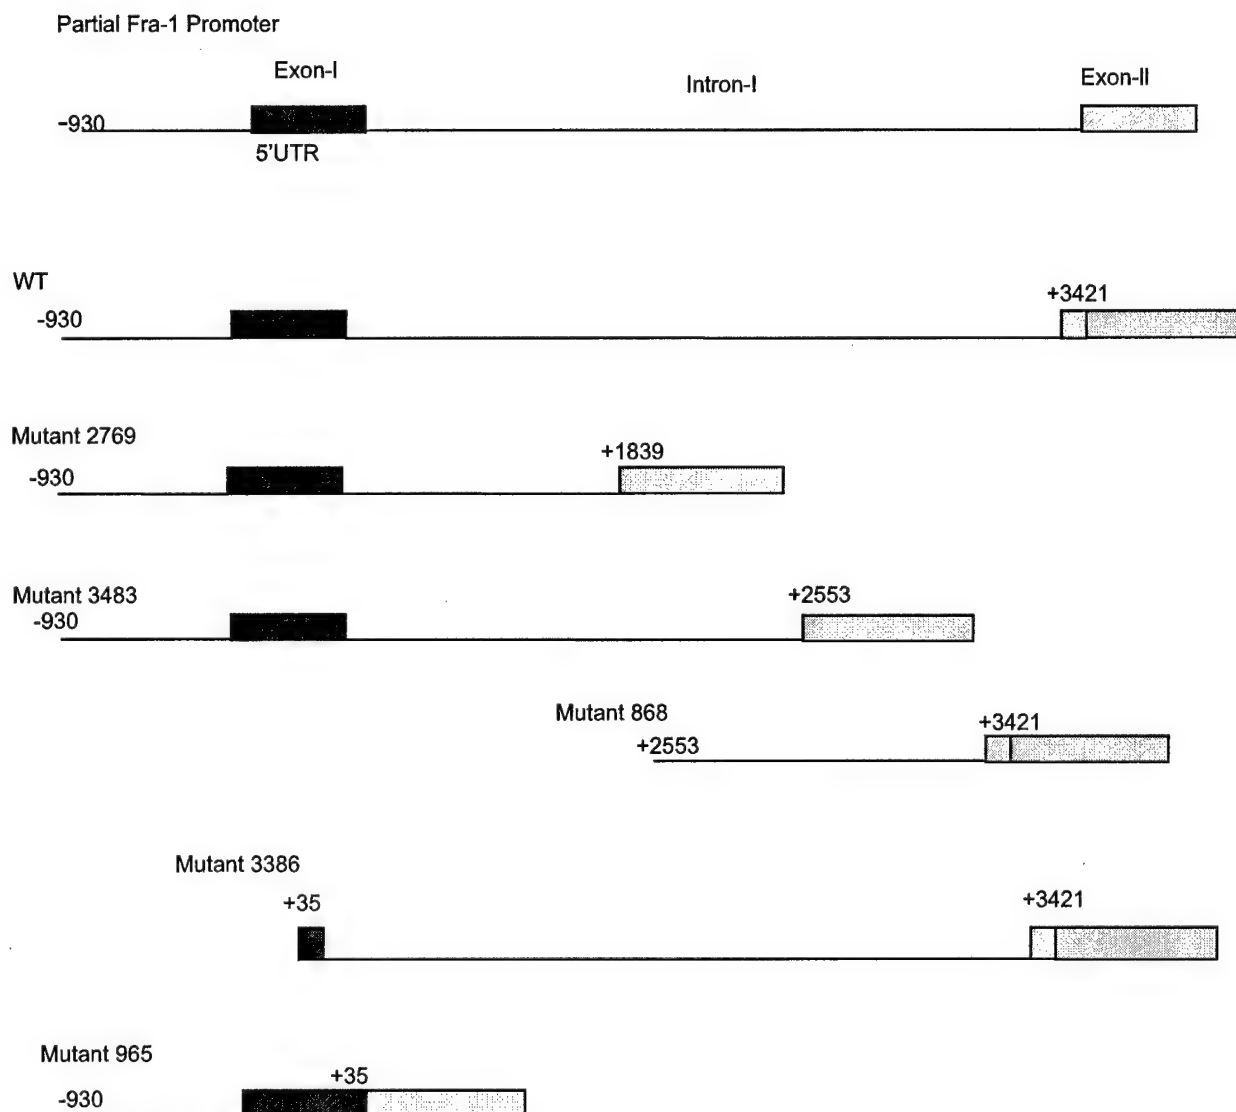 Partial Fra-1 Promoter
Exon-I
Intron-I
Exon-II
-930
5'UTR
WT
-930
+3421
Mutant 2769
-930
+1839
Mutant 3483
-930
+2553
Mutant 868
+2553
+3421
Mutant 3386
+35
+3421
Mutant 965
-930
+35